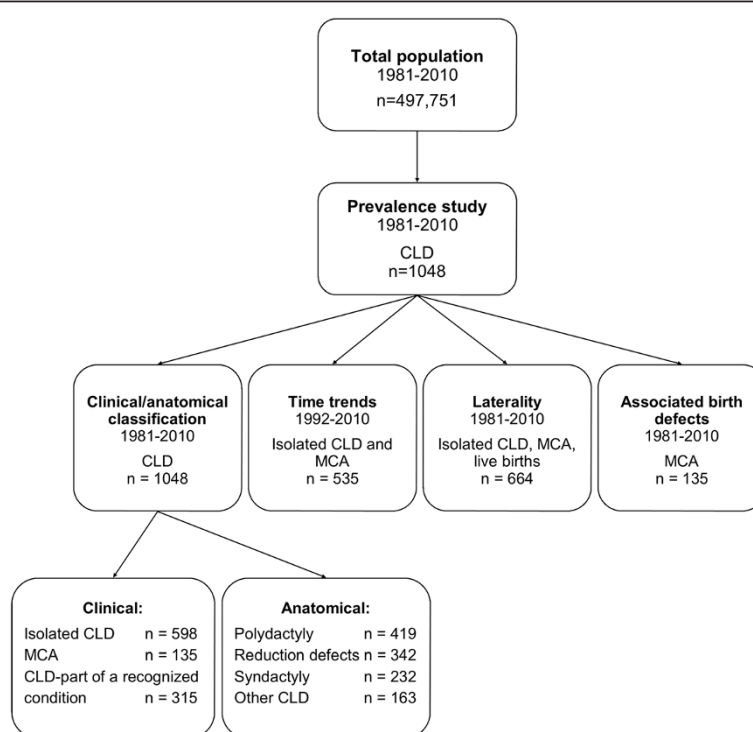 Total population
1981-2010
n=497,751
Prevalence study
1981-2010
CLD
n=1048
Clinical/anatomical
classification
1981-2010
CLD
n = 1048
Time trends
1992-2010
Isolated CLD and
MCA
n = 535
Laterality
1981-2010
Isolated CLD, MCA,
live births
n = 664
Associated birth
defects
1981-2010
MCA
n = 135
Clinical:
Isolated CLD n = 598
MCA n = 135
CLD-part of a recognized
condition n = 315
Anatomical:
Polydactyly n = 419
Reduction defects n = 342
Syndactyly n = 232
Other CLD n = 163